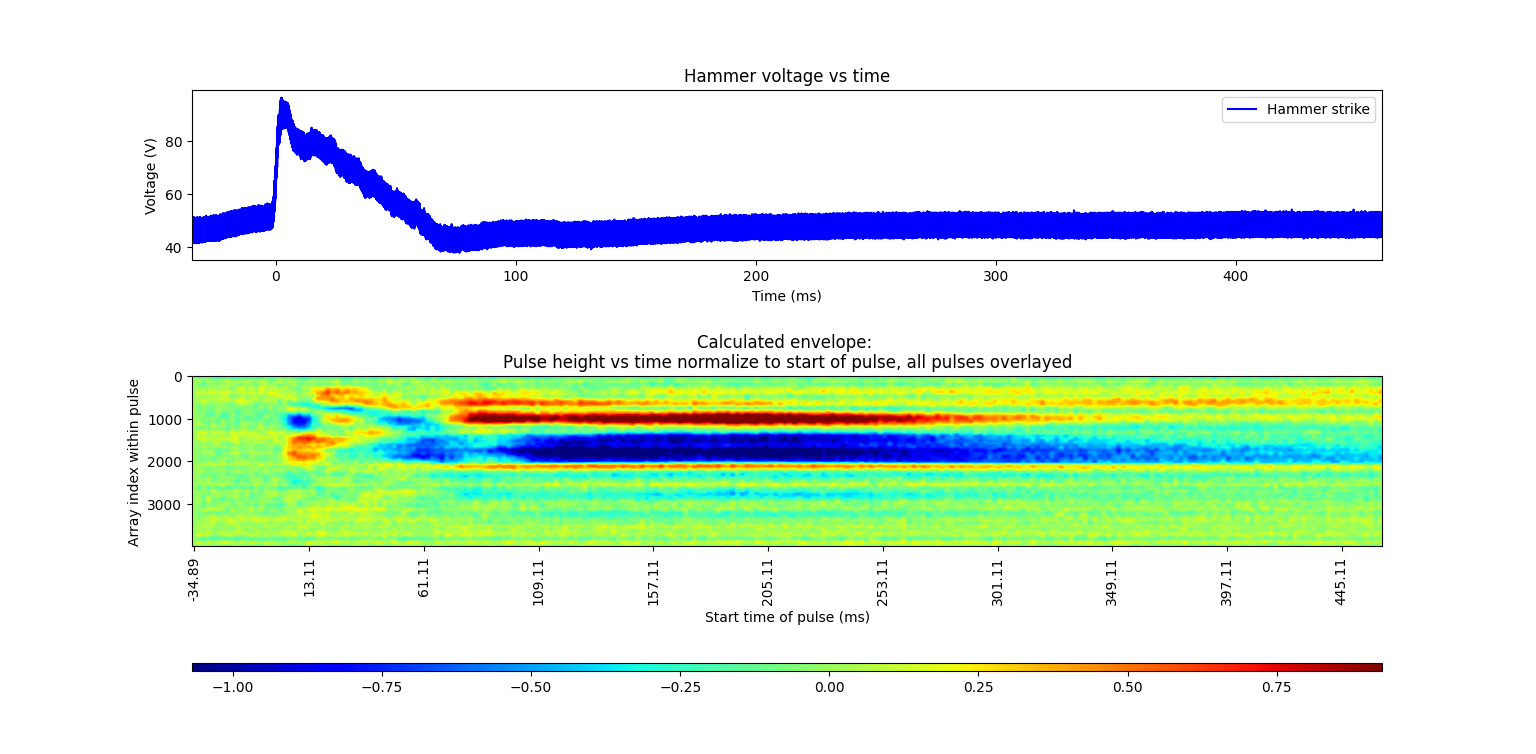 Hammer voltage vs time
Hammer strike
80
60
40
Voltage (V)
0 100 200 300 400
Time (ms)
Calculated envelope:
Pulse height vs time normalize to start of pulse, all pulses overlayed
0
1000
2000
3000
Array index within pulse
-34.89 13.11 61.11 109.11 157.11 205.11 253.11 301.11 349.11 397.11 445.11
Start time of pulse (ms)
−1.00 −0.75 −0.50 −0.25 0.00 0.25 0.50 0.75